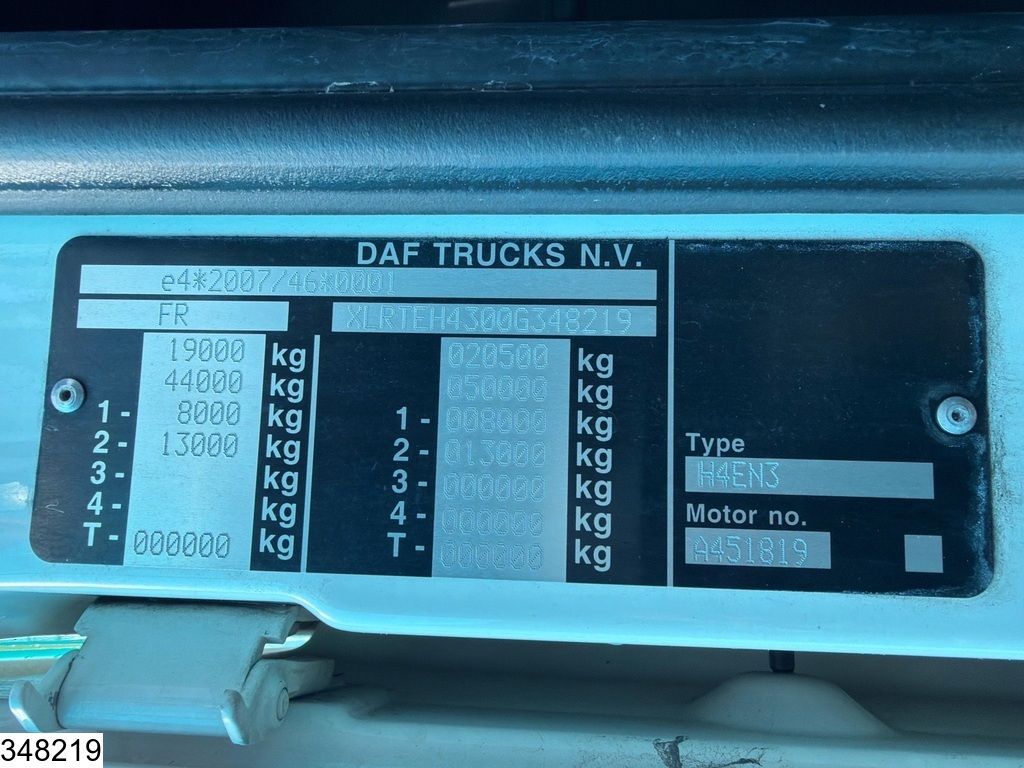 DAF TRUCKS N.V.
e4*2007/46*0001
FR XLRTEH4300G348219
19000 kg 020500 kg
44000 kg 050000 kg
1- 8000 kg 1- 008000 kg
2- 13000 kg 2- 013000 kg
3- kg 3- 000000 kg
4- kg 4- 000000 kg
T- 000000 kg T- 000000 kg
Type
H4EN3
Motor no.
A451819
348219